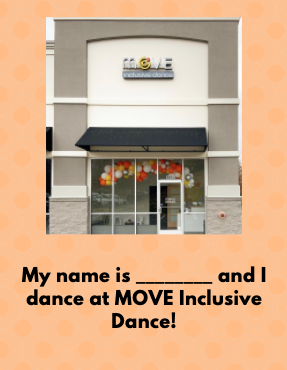 MOVE
inclusive dance
My name is ________ and I
dance at MOVE Inclusive
Dance!